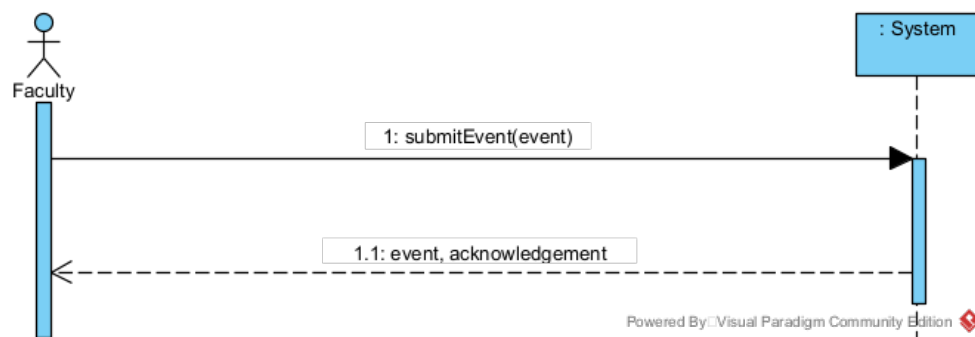 : System
Faculty
1: submitEvent(event)
1.1: event, acknowledgement
Powered By Visual Paradigm Community Edition